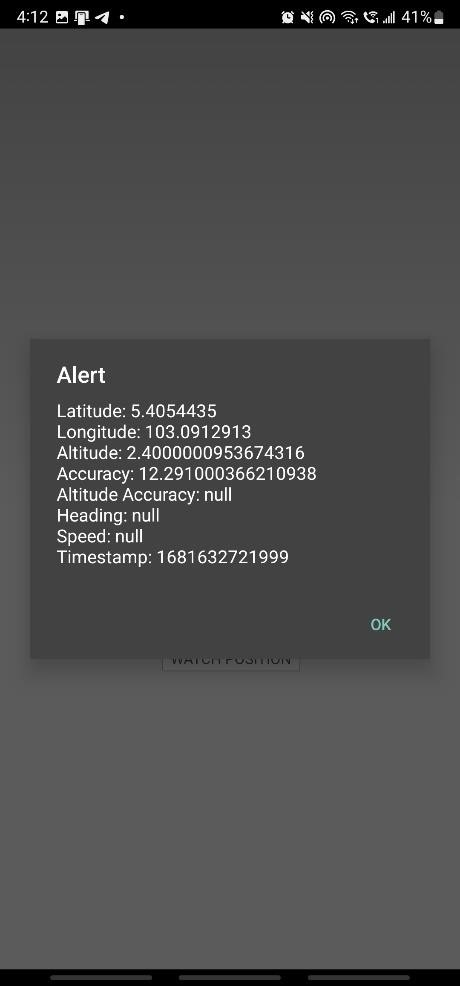 4:12 41%
Alert
Latitude: 5.4054435
Longitude: 103.0912913
Altitude: 2.4000000953674316
Accuracy: 12.291000366210938
Altitude Accuracy: null
Heading: null
Speed: null
Timestamp: 1681632721999
OK
WATCH POSITION